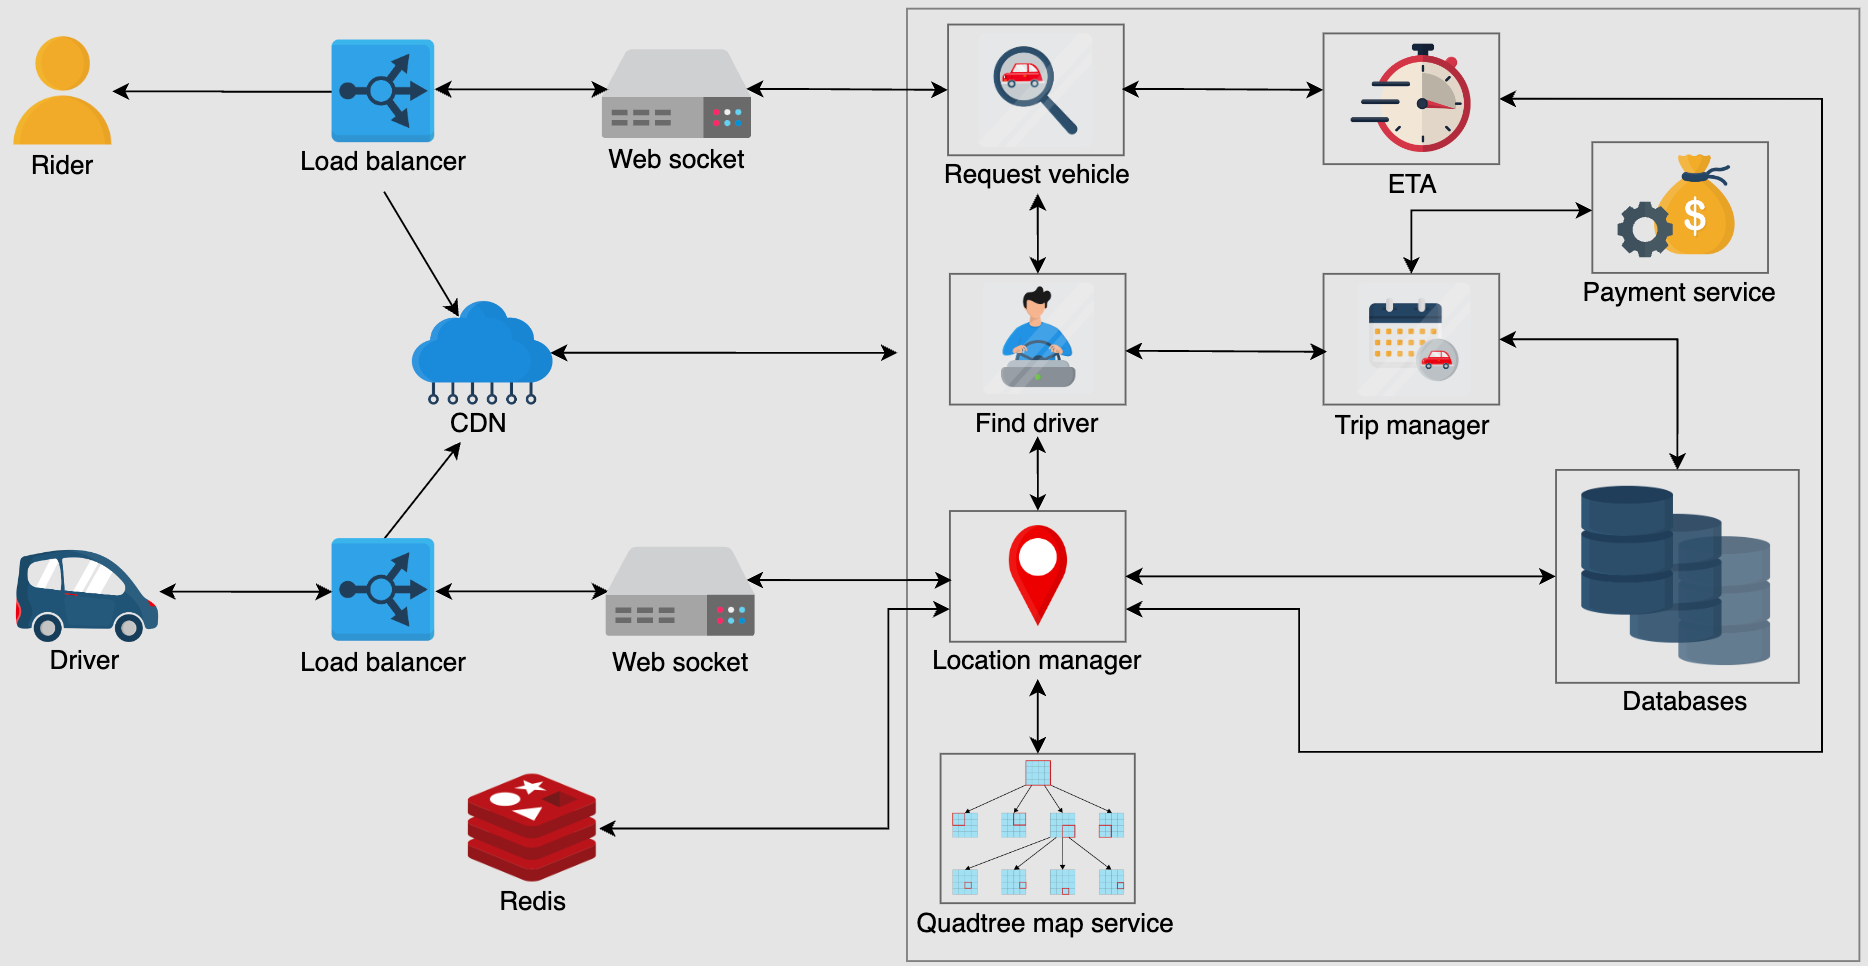 Rider
Load balancer
Web socket
Request vehicle
ETA
$
Payment service
CDN
Find driver
Trip manager
Driver
Load balancer
Web socket
Location manager
Databases
Redis
Quadtree map service